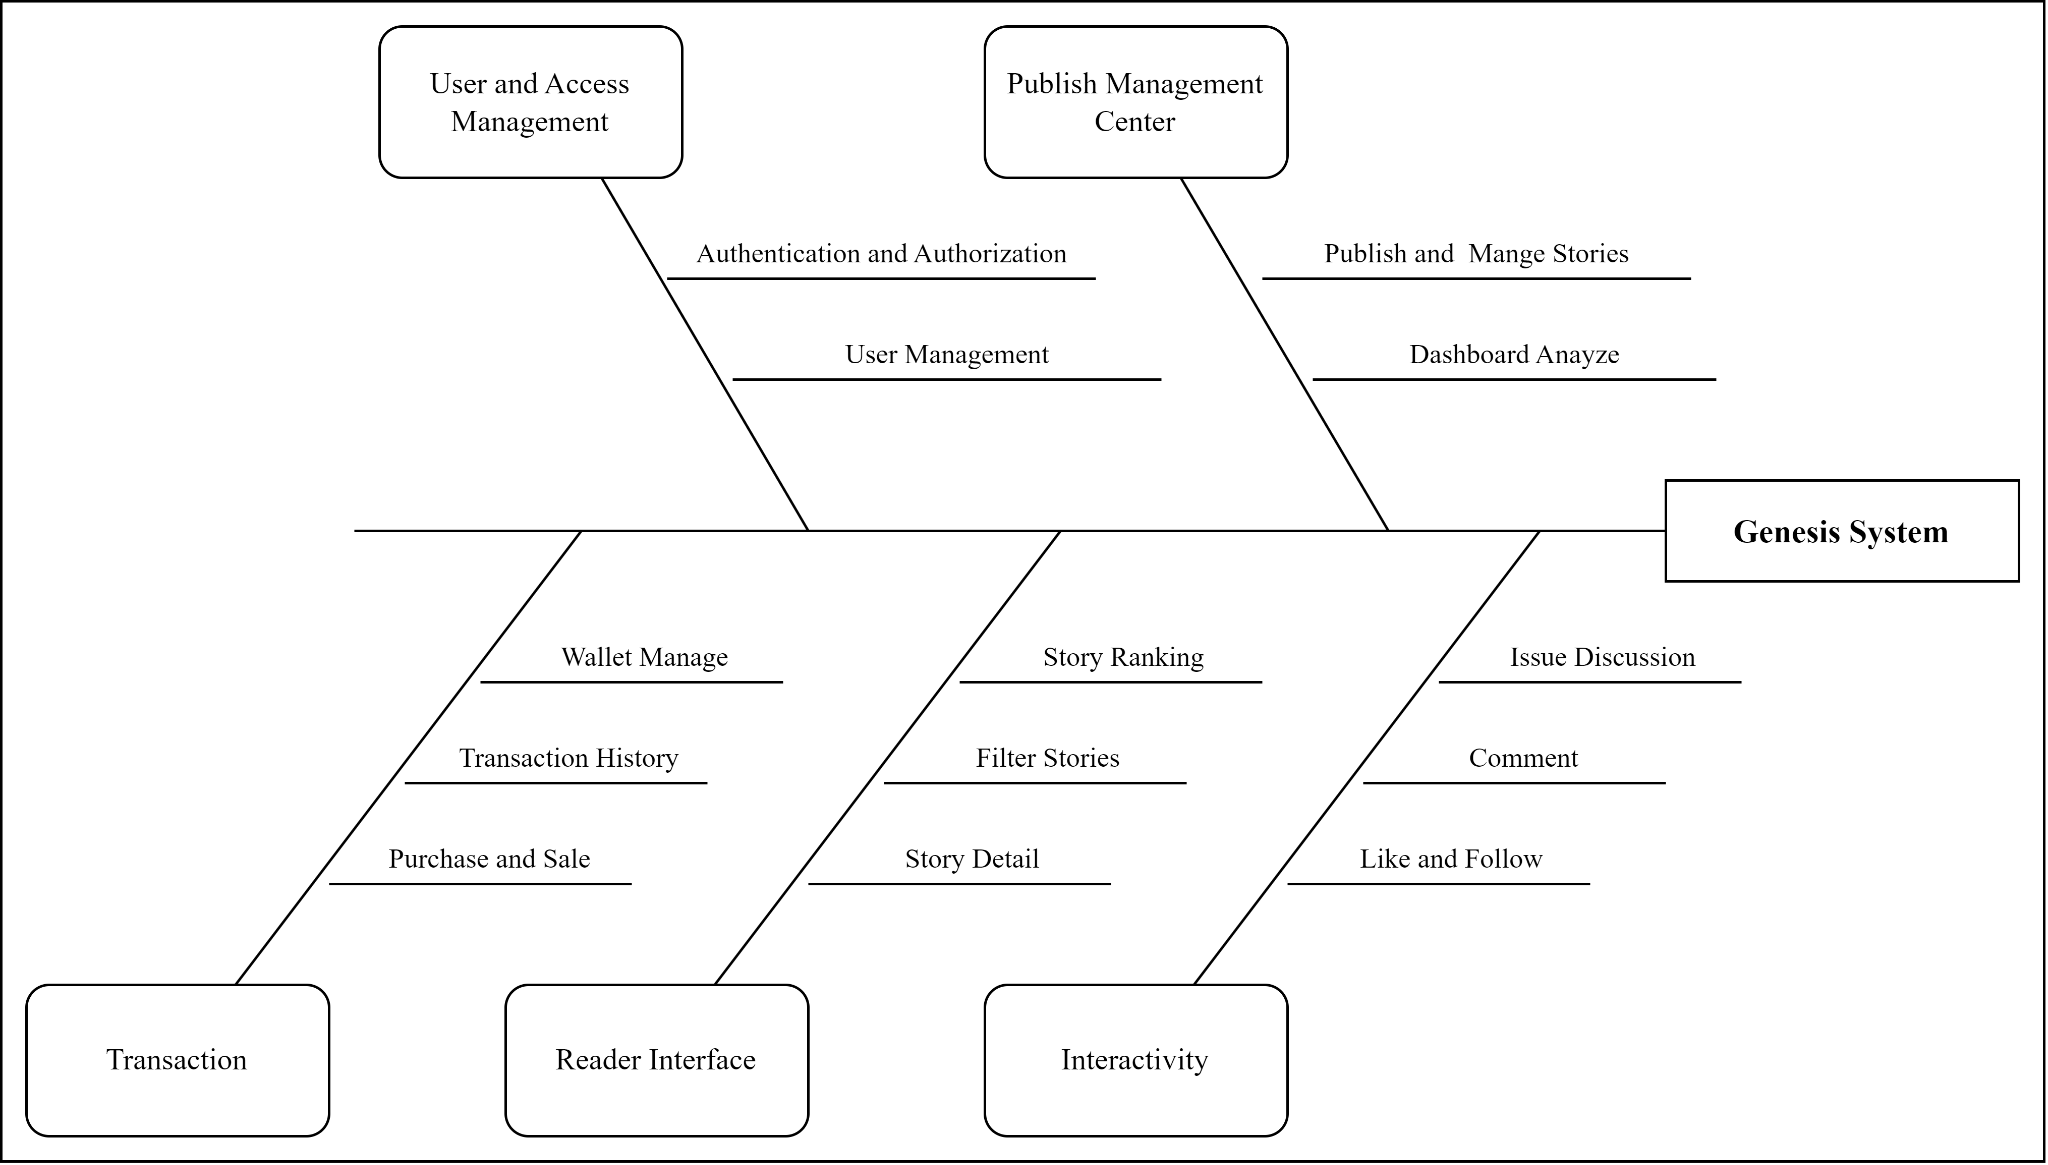 User and Access
Management
Publish Management
Center
Authentication and Authorization
Publish and  Mange Stories
User Management
Dashboard Anayze
Genesis System
Wallet Manage
Story Ranking
Issue Discussion
Transaction History
Filter Stories
Comment
Purchase and Sale
Story Detail
Like and Follow
Transaction
Reader Interface
Interactivity